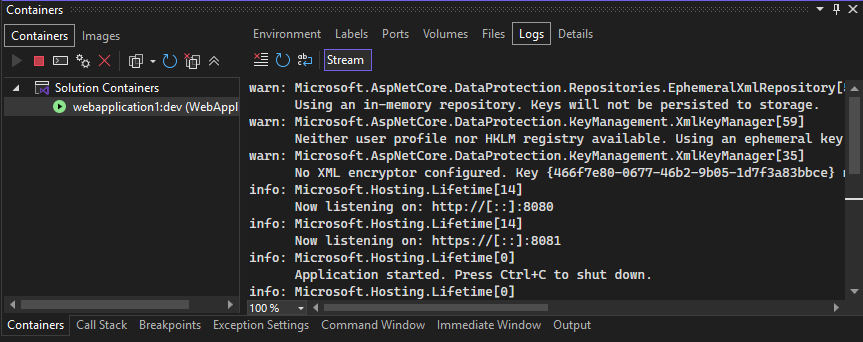 Containers
Containers Images
Environment Labels Ports Volumes Files Logs Details
Stream
Solution Containers
webapplication1:dev (WebAppl
warn: Microsoft.AspNetCore.DataProtection.Repositories.EphemeralXmlRepository[
Using an in-memory repository. Keys will not be persisted to storage.
warn: Microsoft.AspNetCore.DataProtection.KeyManagement.XmlKeyManager[59]
Neither user profile nor HKLM registry available. Using an ephemeral key
warn: Microsoft.AspNetCore.DataProtection.KeyManagement.XmlKeyManager[35]
No XML encryptor configured. Key {466f7e80-0677-46b2-9b05-1d7f3a83bbce}
info: Microsoft.Hosting.Lifetime[14]
Now listening on: http://[::]:8080
info: Microsoft.Hosting.Lifetime[14]
Now listening on: https://[::]:8081
info: Microsoft.Hosting.Lifetime[0]
Application started. Press Ctrl+C to shut down.
info: Microsoft.Hosting.Lifetime[0]
100 %
Containers Call Stack Breakpoints Exception Settings Command Window Immediate Window Output